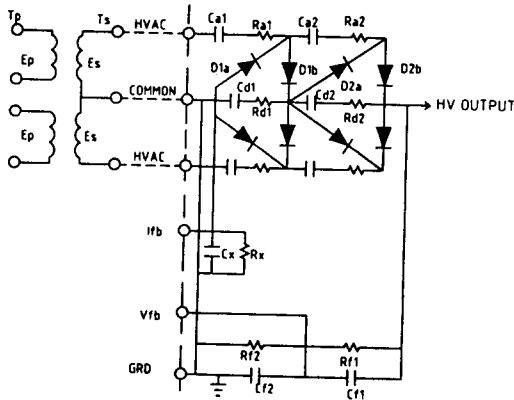 Tp Ts HVAC Ca1 Ra1 Ca2 Ra2
Ep Es D1a D1b D2b
COMMON Cd1 Cd2 D2a
HV OUTPUT
Rd1 Rd2
Ep Es
HVAC
Ifb
Cx Rx
Vfb
Rf2 Rf1
GRD
Cf2 Cf1